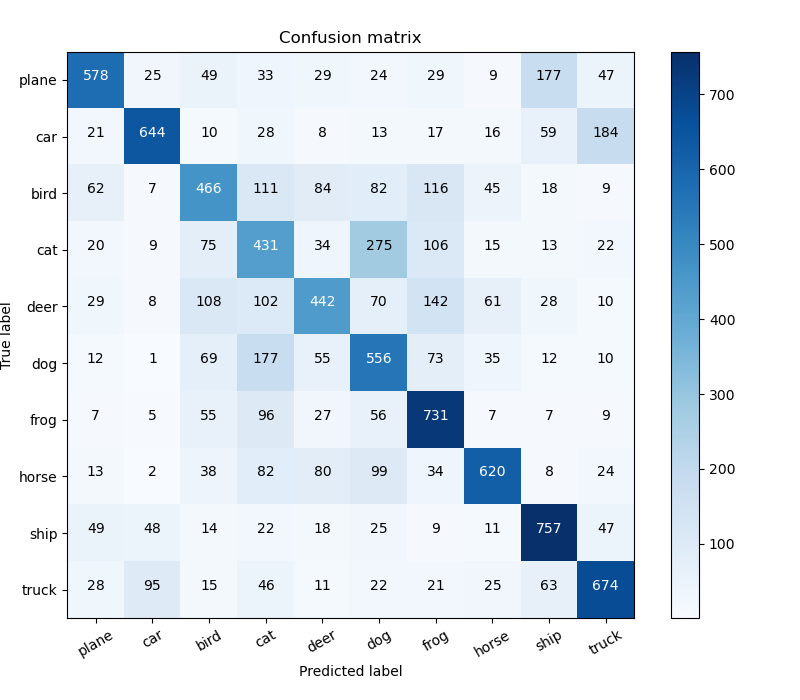 Confusion matrix
plane 578 25 49 33 29 24 29 9 177 47
car 21 644 10 28 8 13 17 16 59 184
bird 62 7 466 111 84 82 116 45 18 9
cat 20 9 75 431 34 275 106 15 13 22
deer 29 8 108 102 442 70 142 61 28 10
dog 12 1 69 177 55 556 73 35 12 10
frog 7 5 55 96 27 56 731 7 7 9
horse 13 2 38 82 80 99 34 620 8 24
ship 49 48 14 22 18 25 9 11 757 47
truck 28 95 15 46 11 22 21 25 63 674
plane car bird cat deer dog frog horse ship truck
Predicted label
True label
700
600
500
400
300
200
100